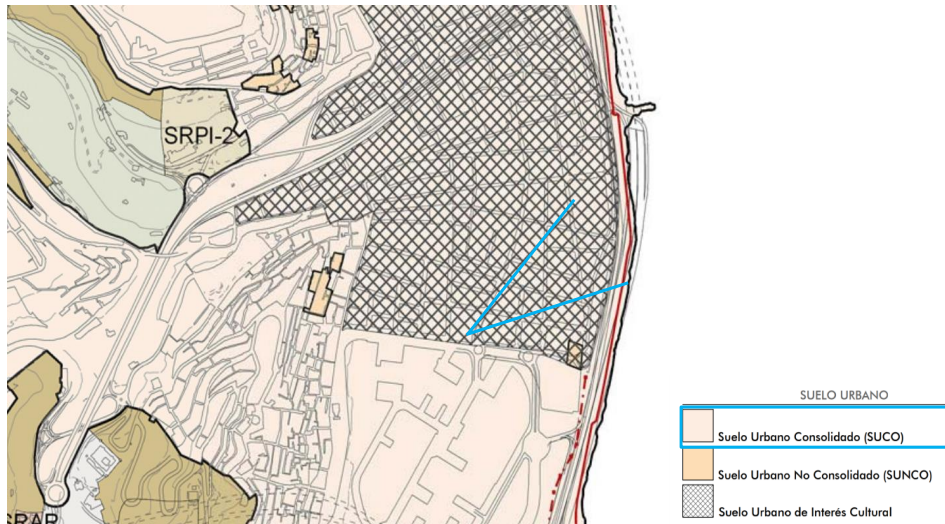 SRPI-2
SUELO URBANO
Suelo Urbano Consolidado (SUCO)
Suelo Urbano No Consolidado (SUNCO)
Suelo Urbano de Interés Cultural
SRAR